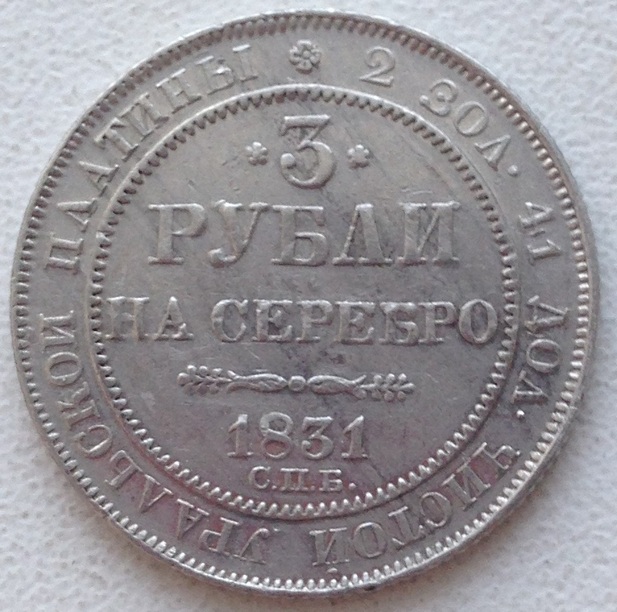 2 ЗОЛ. 41 ДОЛ. ЧИСТОЙ УРАЛЬСКОЙ ПЛАТИНЫ
3
РУБЛИ
НА СЕРЕБРО
1831
С.П.Б.